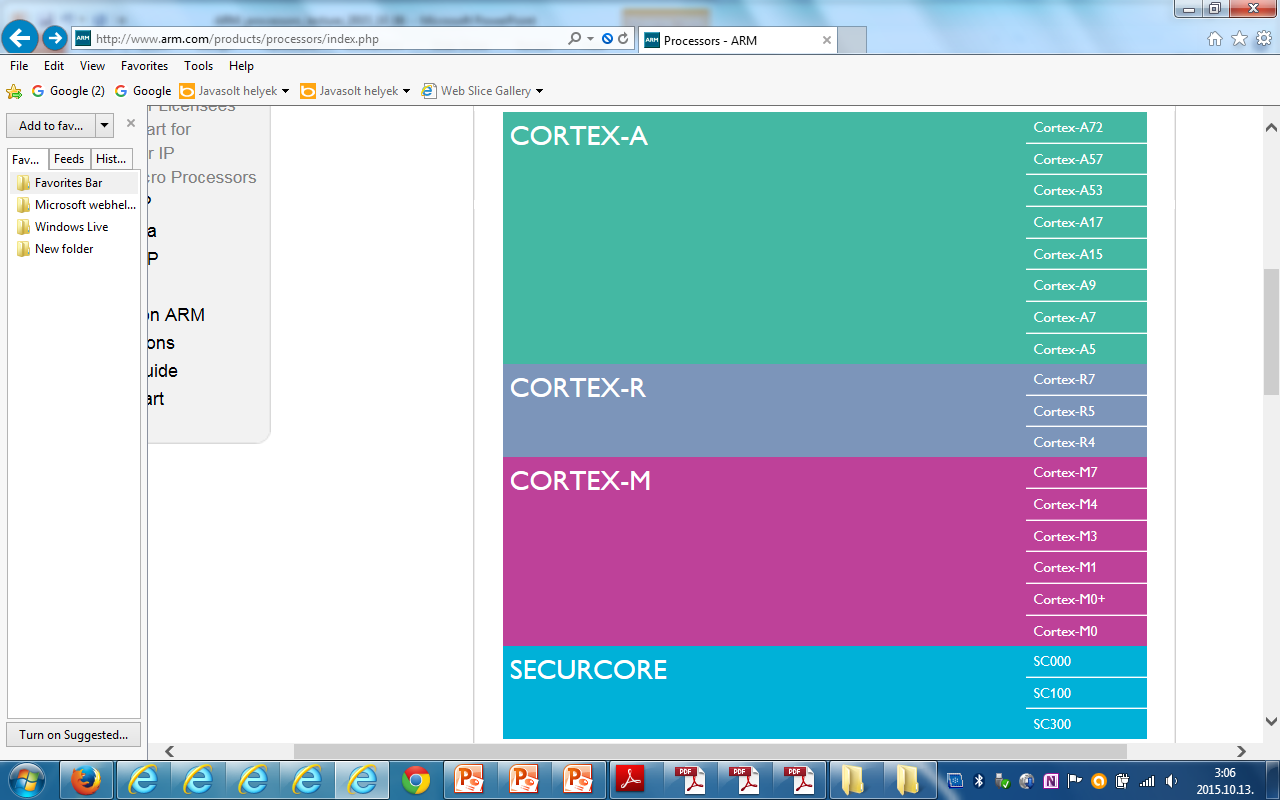 http://www.arm.com/products/processors/index.php
ARM Processors - ARM
File Edit View Favorites Tools Help
Google (2) Google Javasolt helyek Javasolt helyek Web Slice Gallery
Add to fav...
Fav... Feeds Hist...
Favorites Bar
Microsoft webhel...
Windows Live
New folder
Turn on Suggested...
Licensees
art for
r IP
cro Processors
P
a
P
on ARM
ons
uide
art
CORTEX-A
Cortex-A72
Cortex-A57
Cortex-A53
Cortex-A17
Cortex-A15
Cortex-A9
Cortex-A7
Cortex-A5
CORTEX-R
Cortex-R7
Cortex-R5
Cortex-R4
CORTEX-M
Cortex-M7
Cortex-M4
Cortex-M3
Cortex-M1
Cortex-M0+
Cortex-M0
SECURCORE
SC000
SC100
SC300
3:06
2015.10.13.